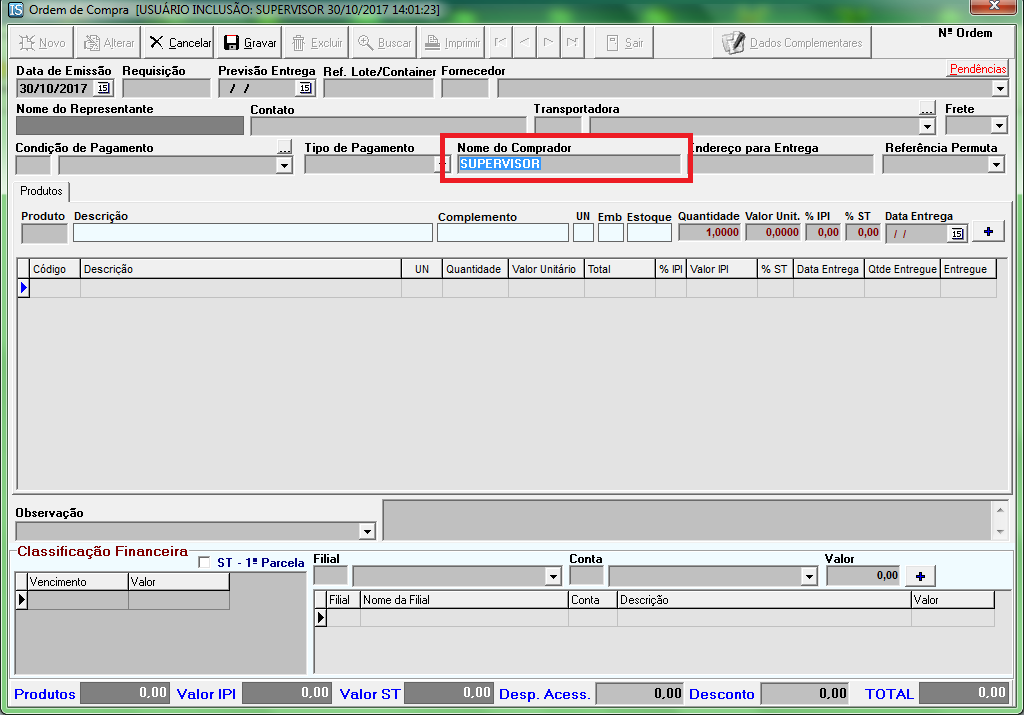 Ordem de Compra [USUÁRIO INCLUSÃO: SUPERVISOR 30/10/2017 14:01:23]
Novo Alterar Cancelar Gravar Excluir Buscar Imprimir Sair Dados Complementares Nº Ordem
Pendências
Data de Emissão Requisição Previsão Entrega Ref. Lote/Container Fornecedor
30/10/2017 15 / / 15
Nome do Representante Contato Transportadora ... Frete
Condição de Pagamento ... Tipo de Pagamento Nome do Comprador Endereço para Entrega Referência Permuta
SUPERVISOR
Produtos
Produto Descrição Complemento UN Emb Estoque Quantidade Valor Unit. % IPI % ST Data Entrega
1,0000 0,0000 0,00 0,00 / / 15 +
Código Descrição UN Quantidade Valor Unitário Total % IPI Valor IPI % ST Valor Data Entrega Qtde Entregue Entregue
Observação
Classificação Financeira
ST - 1ª Parcela Filial Conta Valor
0,00 +
Vencimento Valor
Filial Nome da Filial Conta Descrição Valor
Produtos 0,00 Valor IPI 0,00 Valor ST 0,00 Desp. Acess. 0,00 Desconto 0,00 TOTAL 0,00